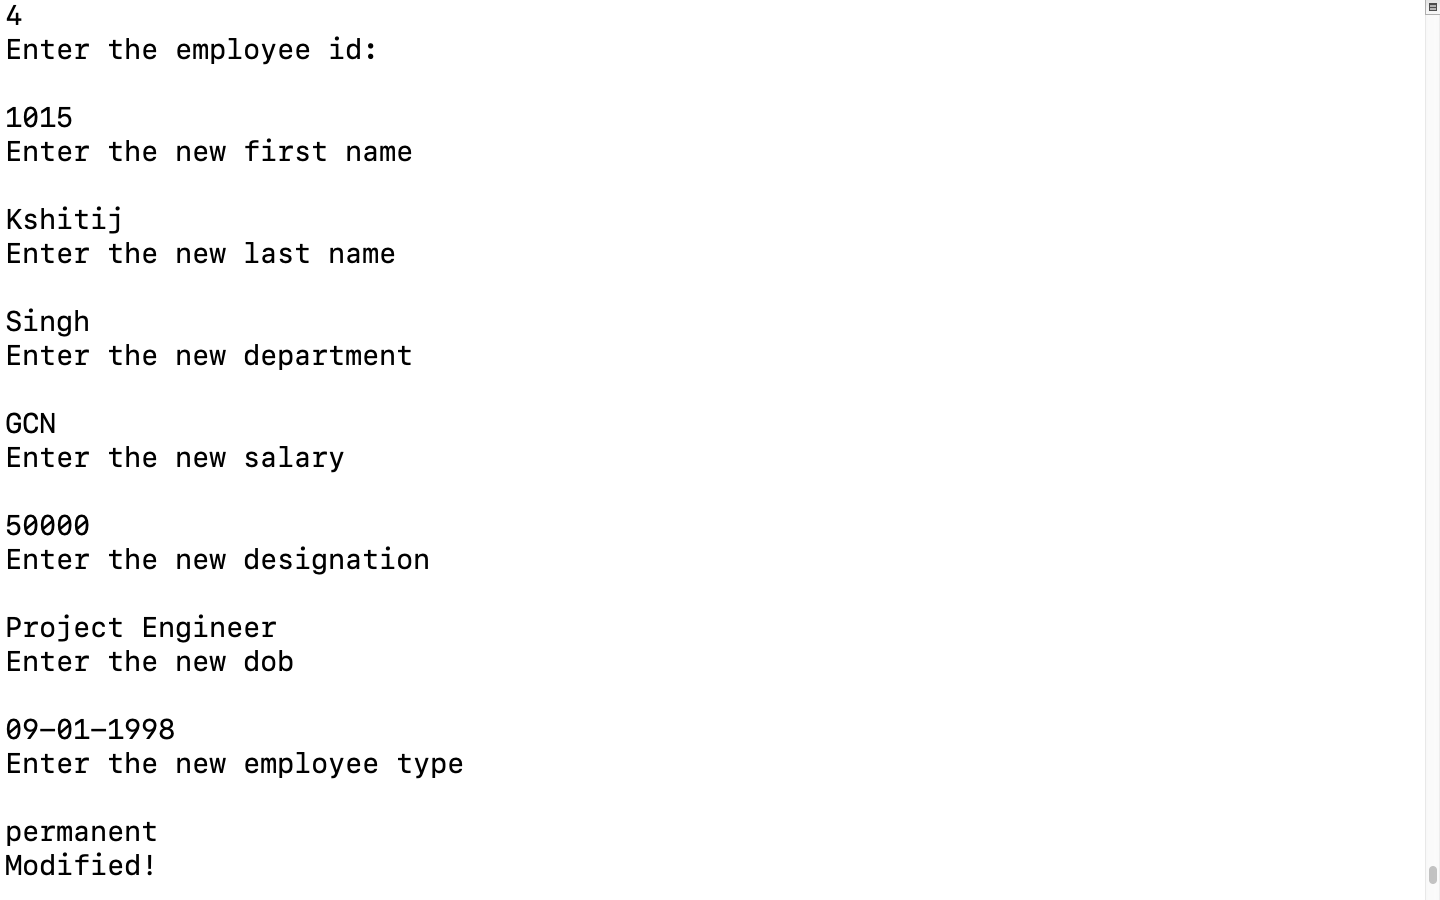 4
Enter the employee id:
1015
Enter the new first name
Kshitij
Enter the new last name
Singh
Enter the new department
GCN
Enter the new salary
50000
Enter the new designation
Project Engineer
Enter the new dob
09-01-1998
Enter the new employee type
permanent
Modified!